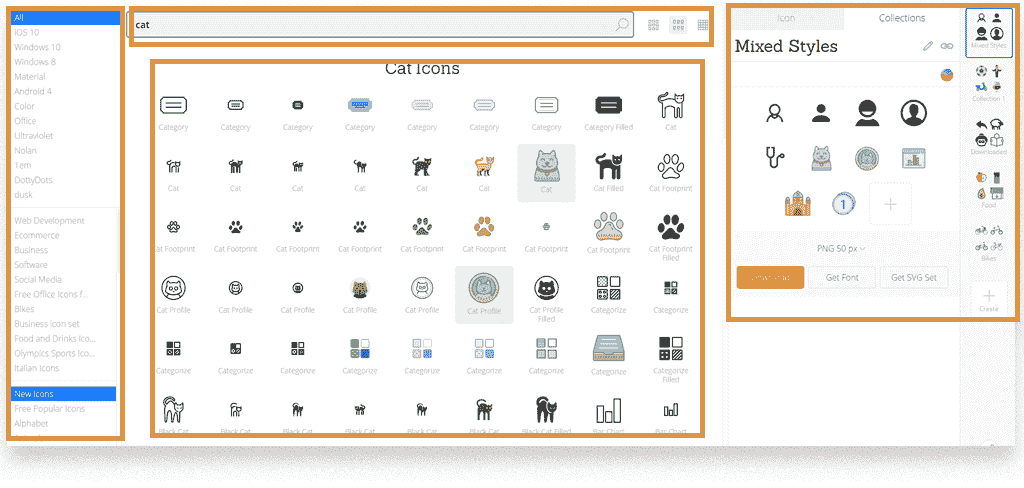 All
iOS 10
Windows 10
Windows 8
Material
Android 4
Color
Office
Ultraviolet
Nolan
1em
DottyDots
dusk
Web Development
Ecommerce
Business
Software
Social Media
Free Office Icons f...
Bikes
Business icon set
Food and Drinks Ico...
Olympics Sports Ico...
Italian Icons
New Icons
Free Popular Icons
Alphabet
cat
Cat Icons
Category Category Category Category Category Category Category Category Filled Cat
Cat Cat Cat Cat Cat Cat Cat Cat Filled Cat Footprint
Cat Footprint Cat Footprint Cat Footprint Cat Footprint Cat Footprint Cat Footprint Cat Footprint Cat Footprint Cat Footprint
Filled
Cat Profile Cat Profile Cat Profile Cat Profile Cat Profile Cat Profile Cat Profile Categorize Categorize
Filled
Categorize Categorize Categorize Categorize Categorize Categorize Categorize Categorize Categorize
Filled
Black Cat Black Cat Black Cat Black Cat Black Cat Black Cat Black Cat Filled Bar Chart Bar Chart
Icon Collections
Mixed Styles
1
PNG 50 px
Get Font Get SVG Set
Mixed Styles
Collection 1
Downloaded
Food
Bikes
Create